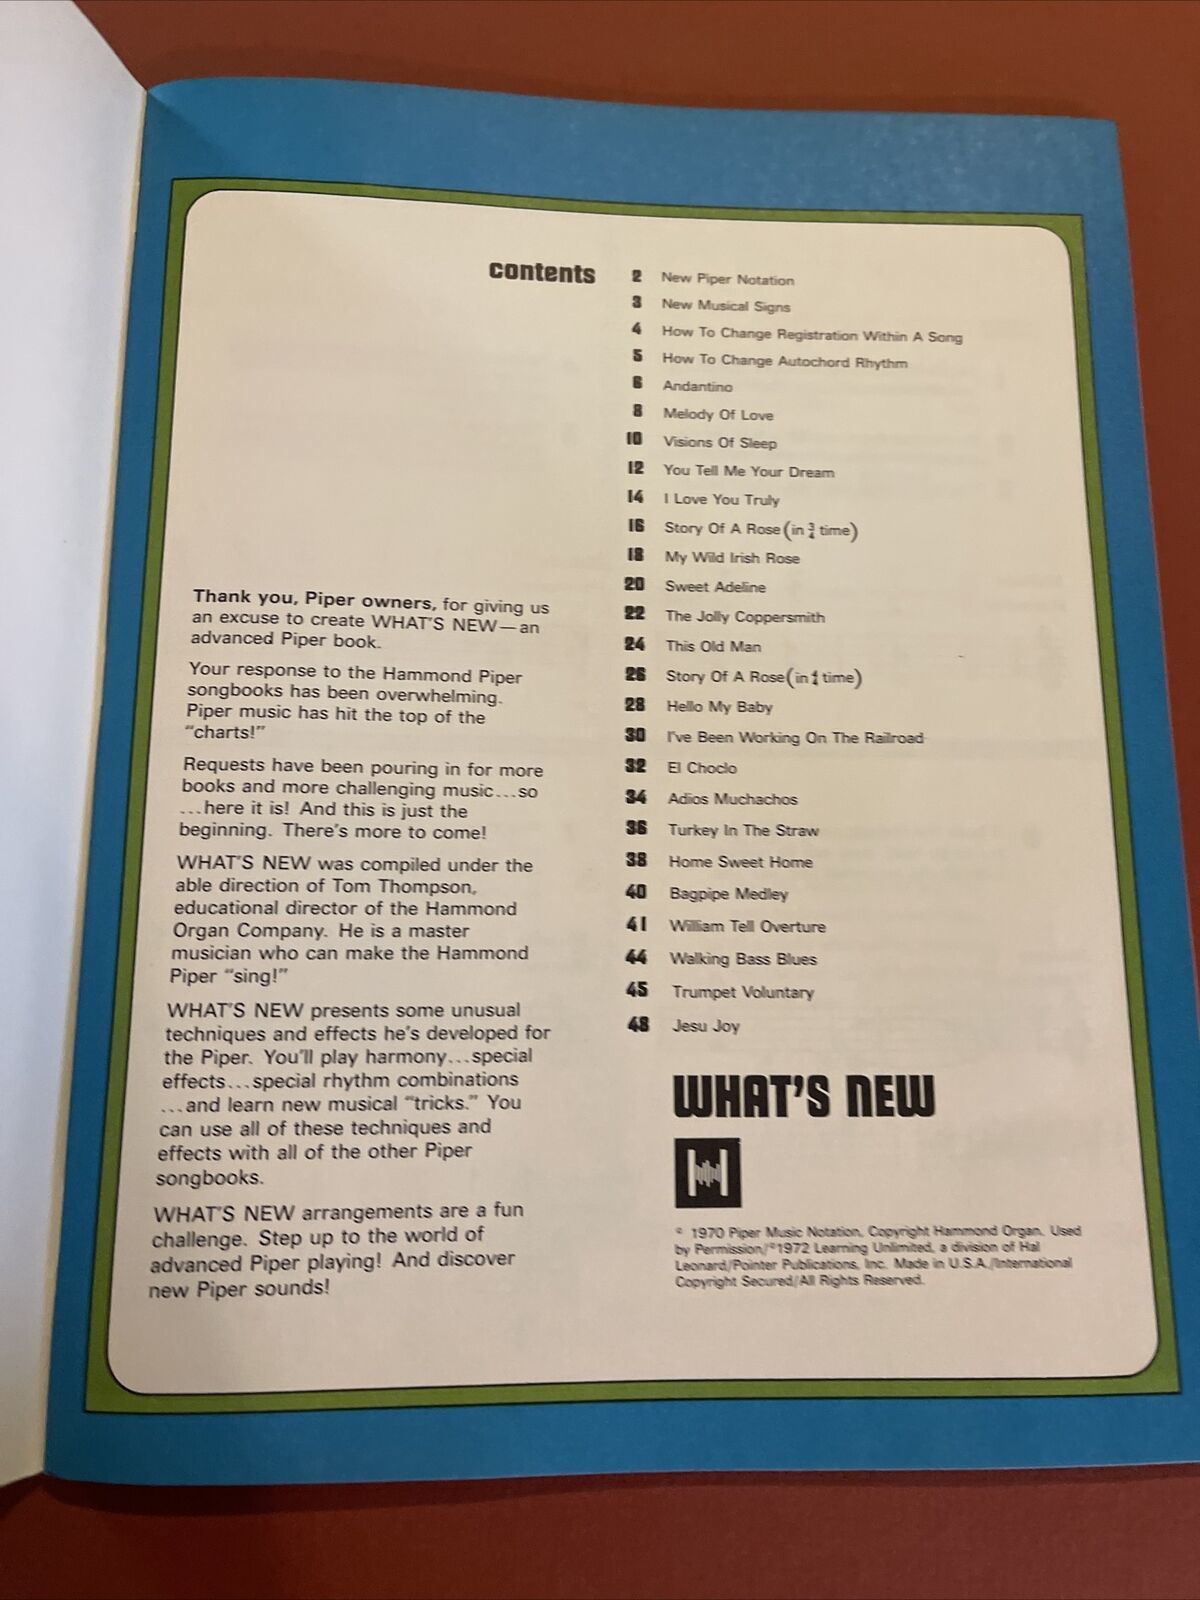 contents
2 New Piper Notation
3 New Musical Signs
4 How To Change Registration Within A Song
5 How To Change Autochord Rhythm
6 Andantino
8 Melody Of Love
10 Visions Of Sleep
12 You Tell Me Your Dream
14 I Love You Truly
16 Story Of A Rose (in 3/4 time)
18 My Wild Irish Rose
20 Sweet Adeline
22 The Jolly Coppersmith
24 This Old Man
26 Story Of A Rose (in 4/4 time)
28 Hello My Baby
30 I've Been Working On The Railroad
32 El Choclo
34 Adios Muchachos
36 Turkey In The Straw
38 Home Sweet Home
40 Bagpipe Medley
41 William Tell Overture
44 Walking Bass Blues
45 Trumpet Voluntary
48 Jesu Joy
Thank you, Piper owners, for giving us
an excuse to create WHAT'S NEW—an
advanced Piper book.
Your response to the Hammond Piper
songbooks has been overwhelming.
Piper music has hit the top of the
"charts!"
Requests have been pouring in for more
books and more challenging music...so
...here it is! And this is just the
beginning. There's more to come!
WHAT'S NEW was compiled under the
able direction of Tom Thompson,
educational director of the Hammond
Organ Company. He is a master
musician who can make the Hammond
Piper "sing!"
WHAT'S NEW presents some unusual
techniques and effects he's developed for
the Piper. You'll play harmony...special
effects...special rhythm combinations
...and learn new musical "tricks." You
can use all of these techniques and
effects with all of the other Piper
songbooks.
WHAT'S NEW arrangements are a fun
challenge. Step up to the world of
advanced Piper playing! And discover
new Piper sounds!
WHAT'S NEW
H
© 1970 Piper Music Notation, Copyright Hammond Organ. Used
by Permission/©1972 Learning Unlimited, a division of Hal
Leonard/Pointer Publications, Inc. Made in U.S.A./International
Copyright Secured/All Rights Reserved.